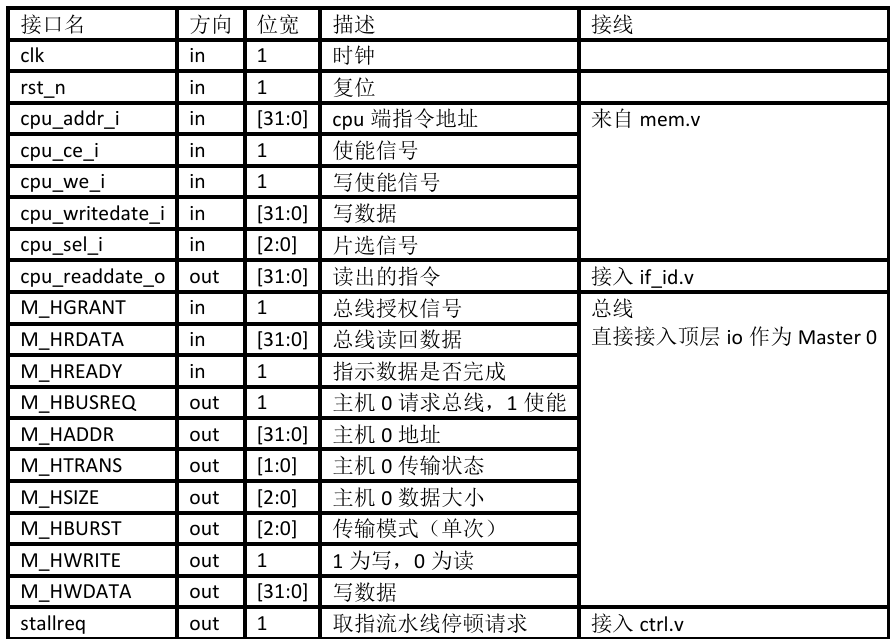 接口名 方向 位宽 描述 接线
clk in 1 时钟
rst_n in 1 复位
cpu_addr_i in [31:0] cpu 端指令地址 来自 mem.v
cpu_ce_i in 1 使能信号
cpu_we_i in 1 写使能信号
cpu_writedate_i in [31:0] 写数据
cpu_sel_i in [2:0] 片选信号
cpu_readdate_o out [31:0] 读出的指令 接入 if_id.v
M_HGRANT in 1 总线授权信号 总线
M_HRDATA in [31:0] 总线读回数据 直接接入顶层 io 作为 Master 0
M_HREADY in 1 指示数据是否完成
M_HBUSREQ out 1 主机 0 请求总线，1 使能
M_HADDR out [31:0] 主机 0 地址
M_HTRANS out [1:0] 主机 0 传输状态
M_HSIZE out [2:0] 主机 0 数据大小
M_HBURST out [2:0] 传输模式（单次）
M_HWRITE out 1 1 为写，0 为读
M_HWDATA out [31:0] 写数据
stallreq out 1 取指流水线停顿请求 接入 ctrl.v